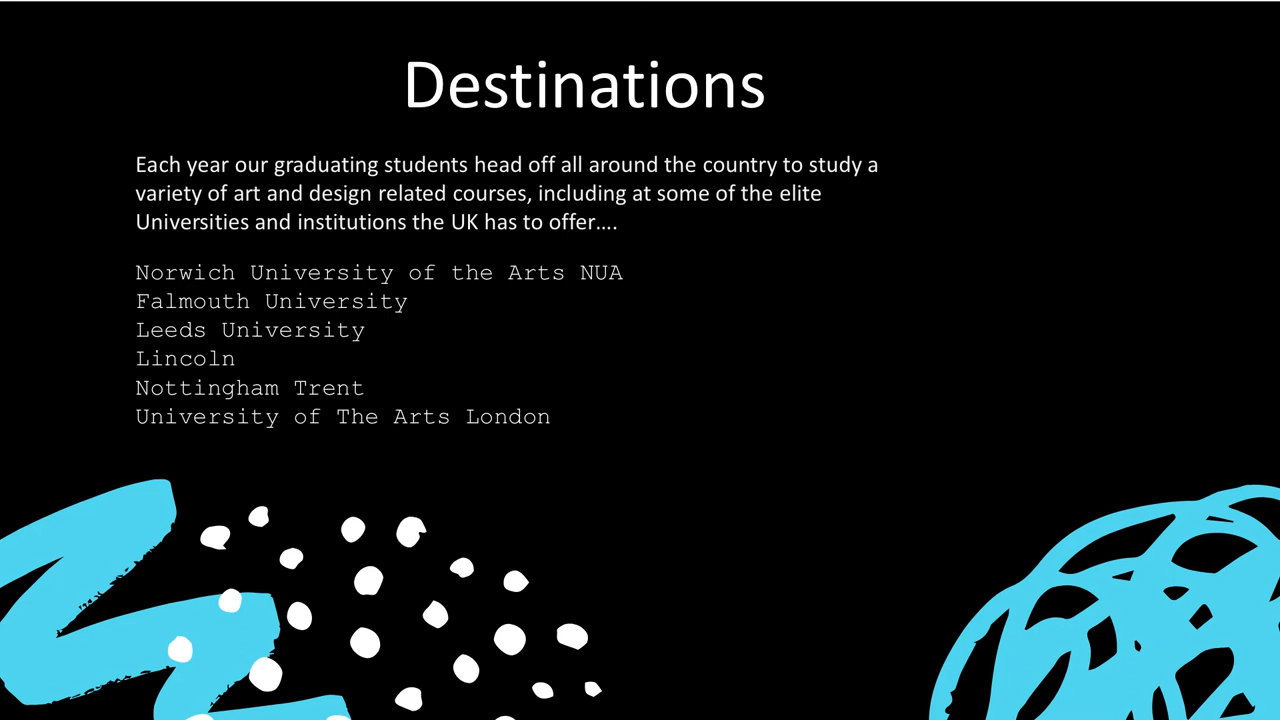 Destinations
Each year our graduating students head off all around the country to study a
variety of art and design related courses, including at some of the elite
Universities and institutions the UK has to offer....
Norwich University of the Arts NUA
Falmouth University
Leeds University
Lincoln
Nottingham Trent
University of The Arts London